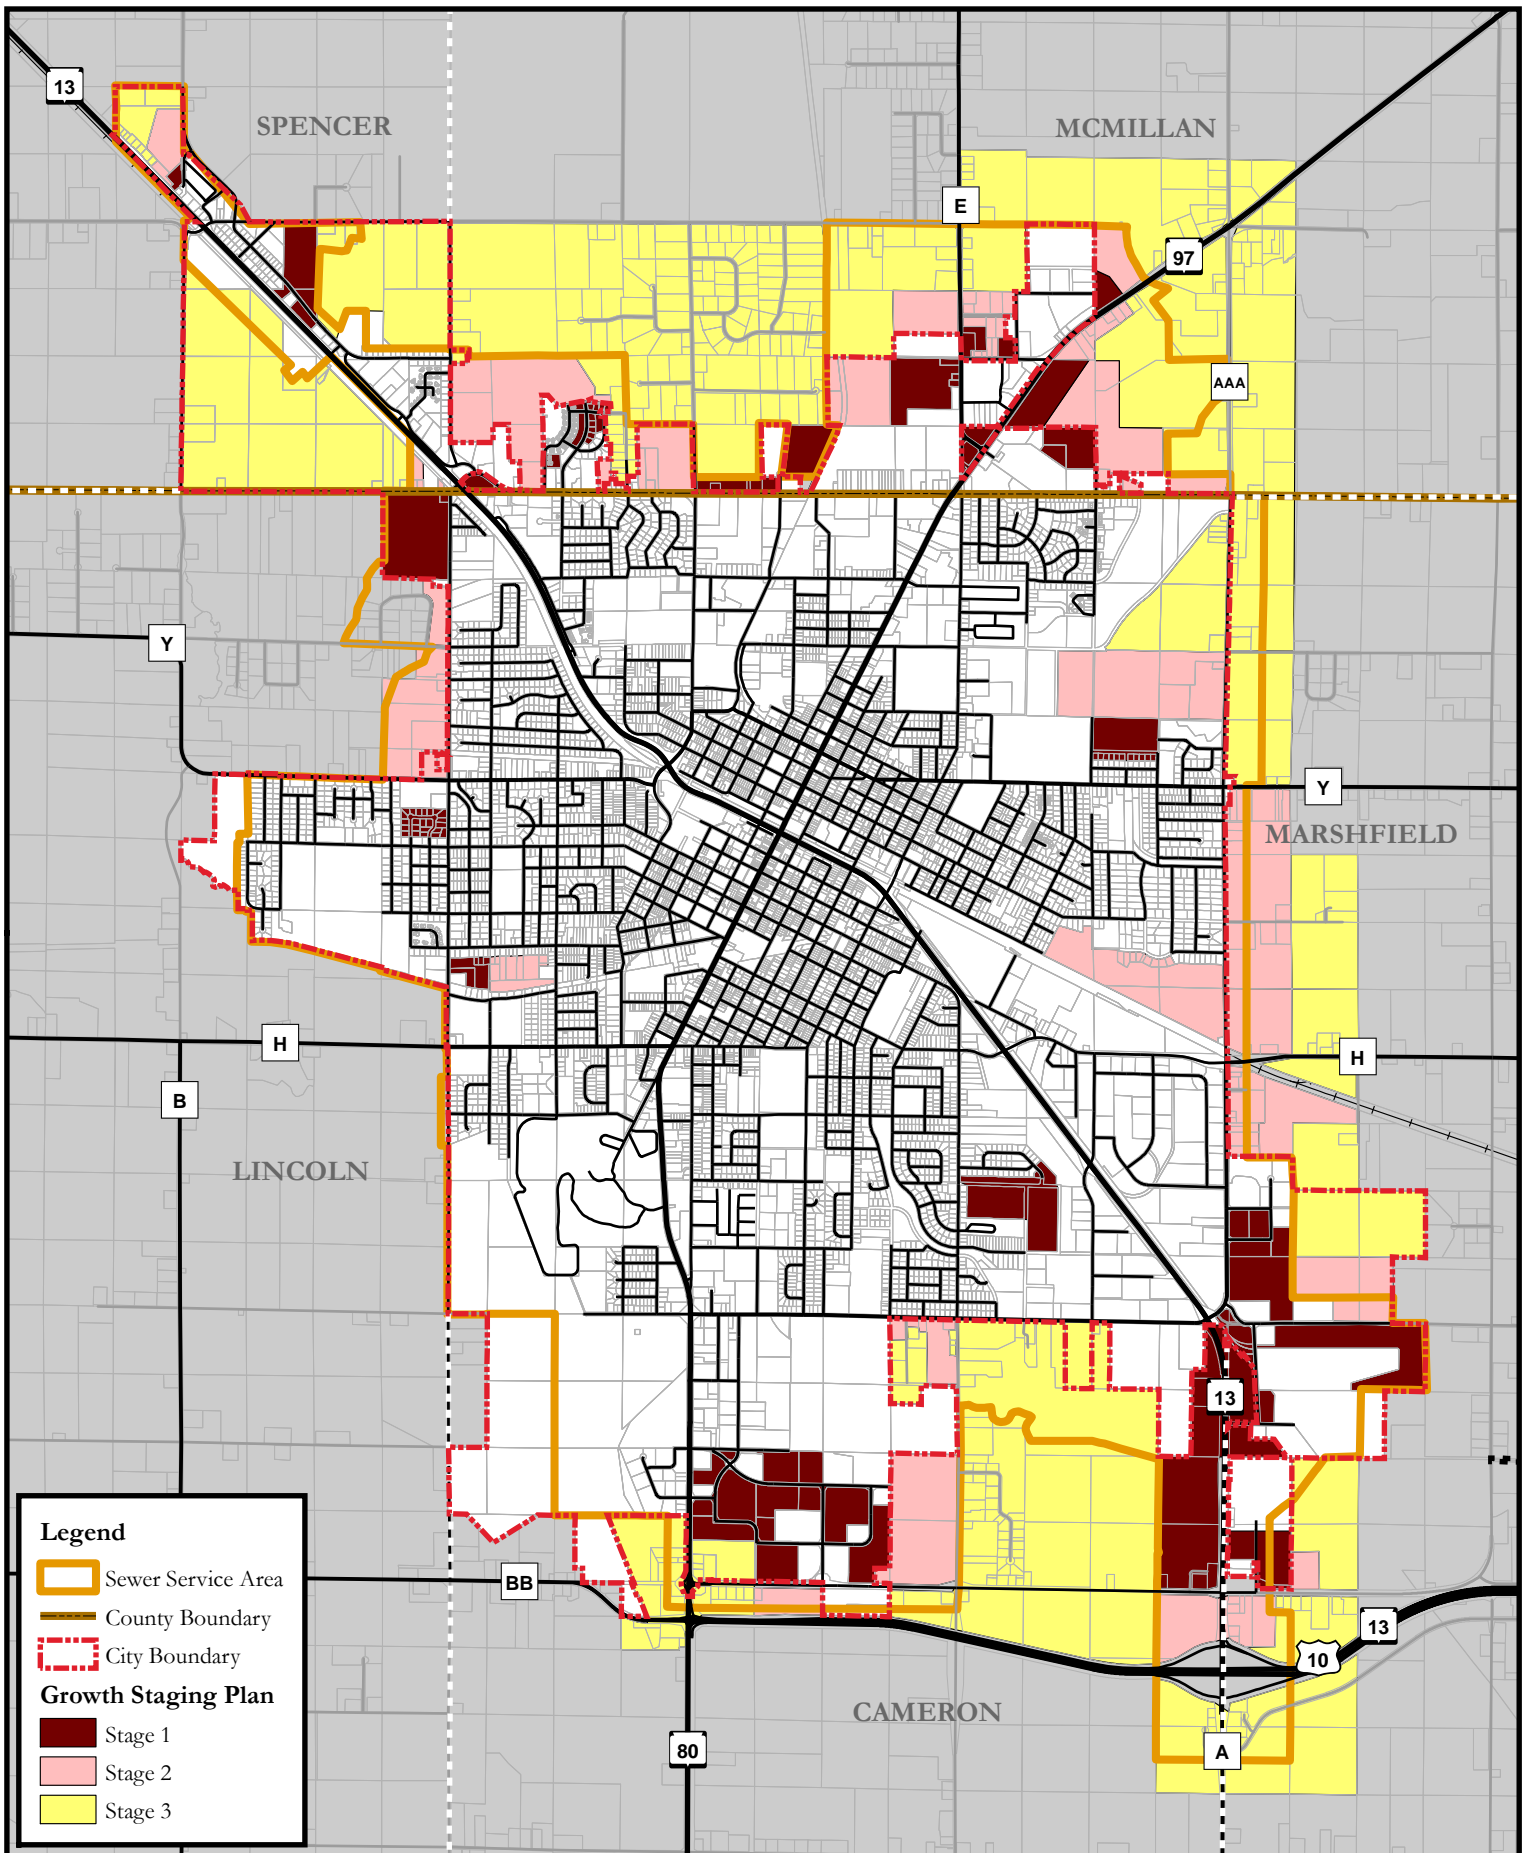 13
SPENCER
MCMILLAN
E
97
AAA
Y
Y
MARSHFIELD
H
H
B
LINCOLN
13
BB
13
10
CAMERON
80
A
Legend
Sewer Service Area
County Boundary
City Boundary
Growth Staging Plan
Stage 1
Stage 2
Stage 3